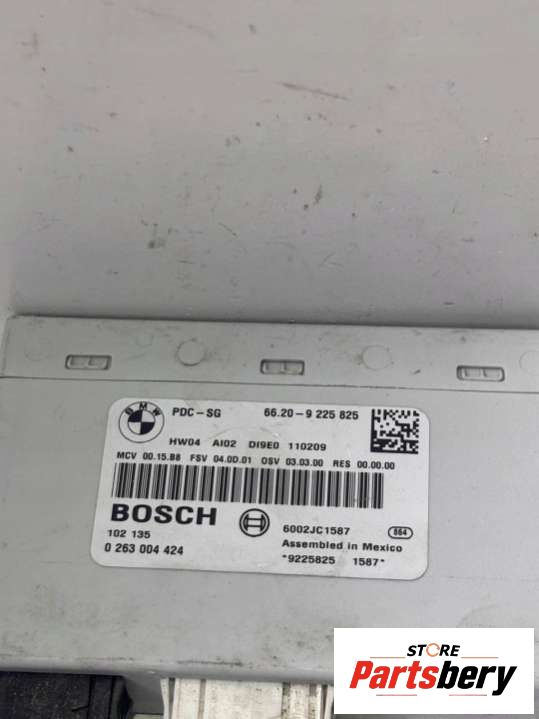 BMW
PDC-SG 66.20-9 225 825
HW04 AI02 DI9E0 110209
MCV 00.15.B8 FSV 04.0D.01 OSV 03.03.00 RES 00.00.00
BOSCH 6002JC1587 864
102 135 Assembled in Mexico
0 263 004 424 *9225825 1587*
STORE
Partsbery